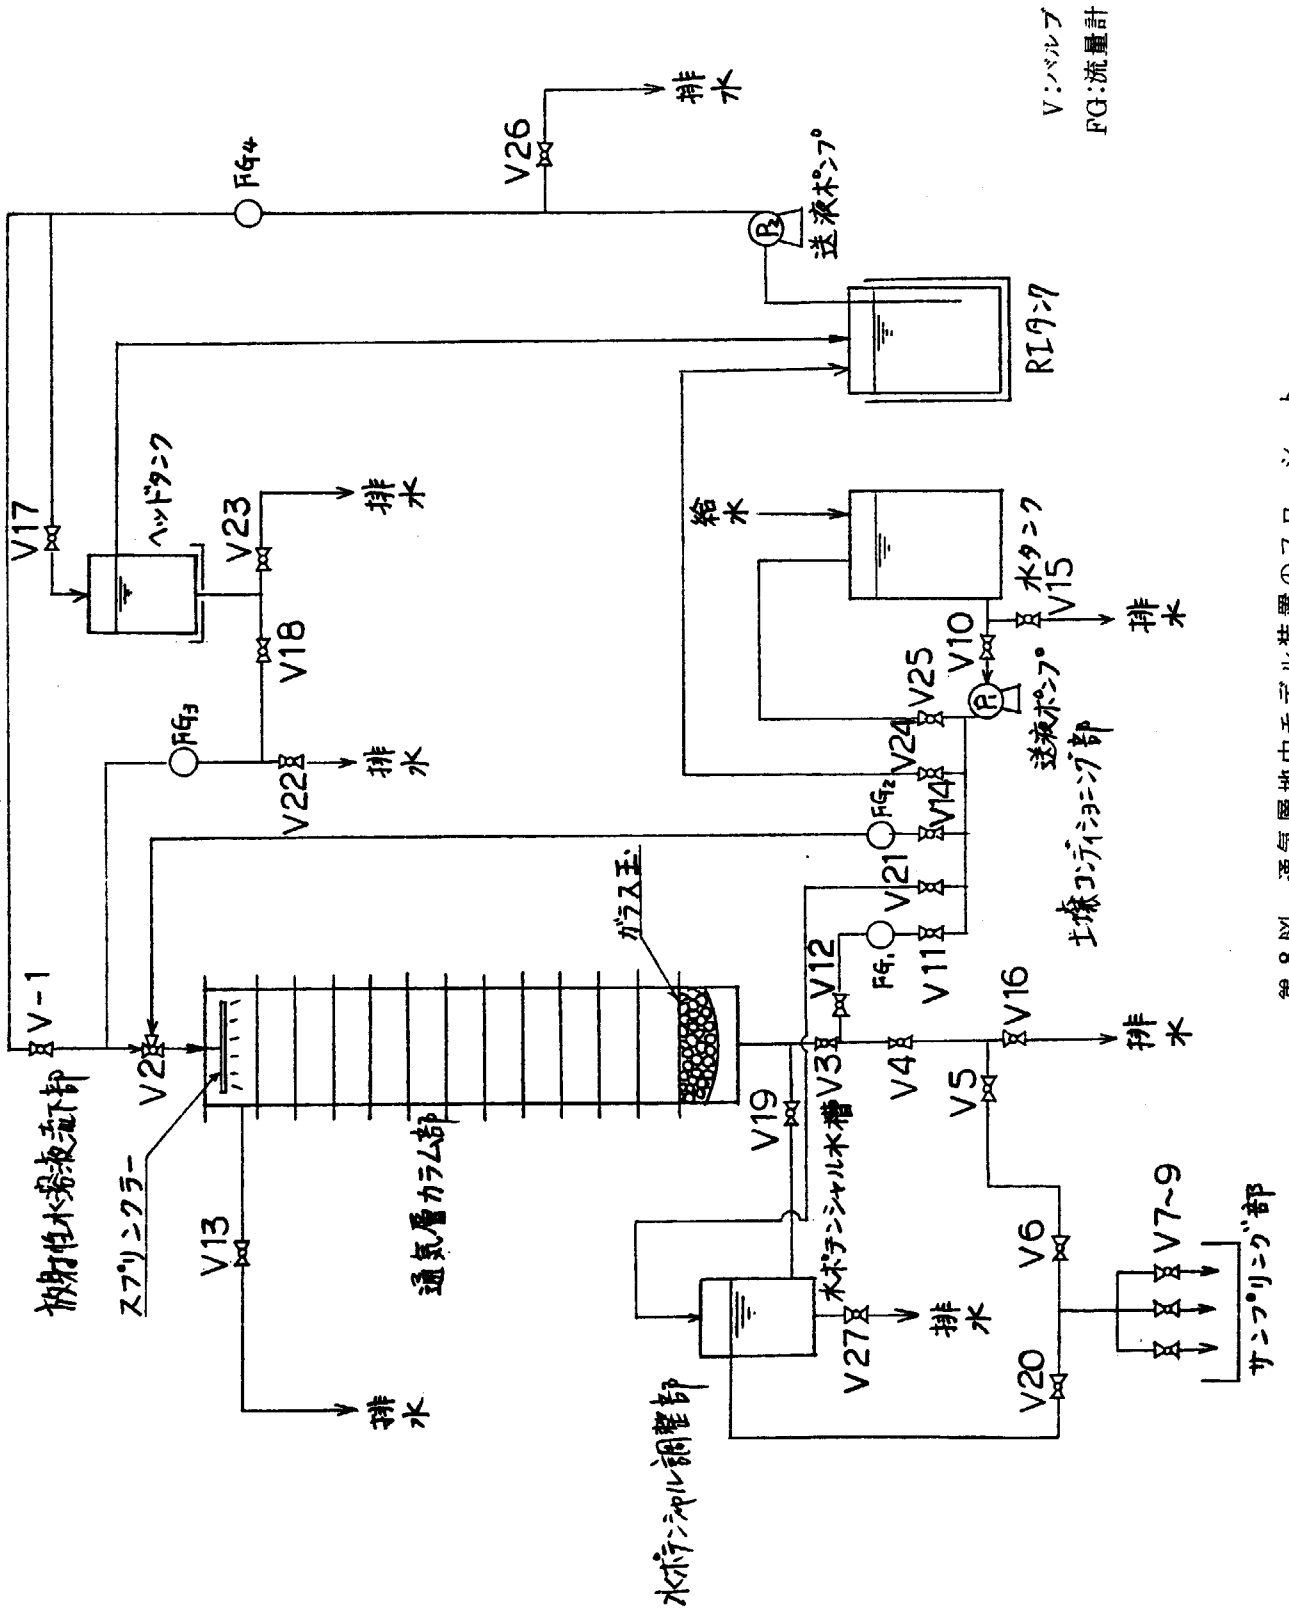 V:バルブ
FG:流量計
FG4
V26
排水
送液ポンプ
P2
V17
ヘッドタンク
V23
排水
V18
FG3
V22
排水
RIタンク
給水
水タンク
V15
排水
V10
P1
送液ポンプ
V25
V24
V14
FG2
V21
V11
FG1
V12
土壌コンディショニング部
V-1
V2
放射性水溶液流下部
スプリンクラー
ガラス玉
通気層カラム部
V13
排水
V3
V19
V4
V16
排水
V5
水ポテンシャル水槽
V27
排水
V6
V20
V7~9
サンプリング部
水ポテンシャル調整部